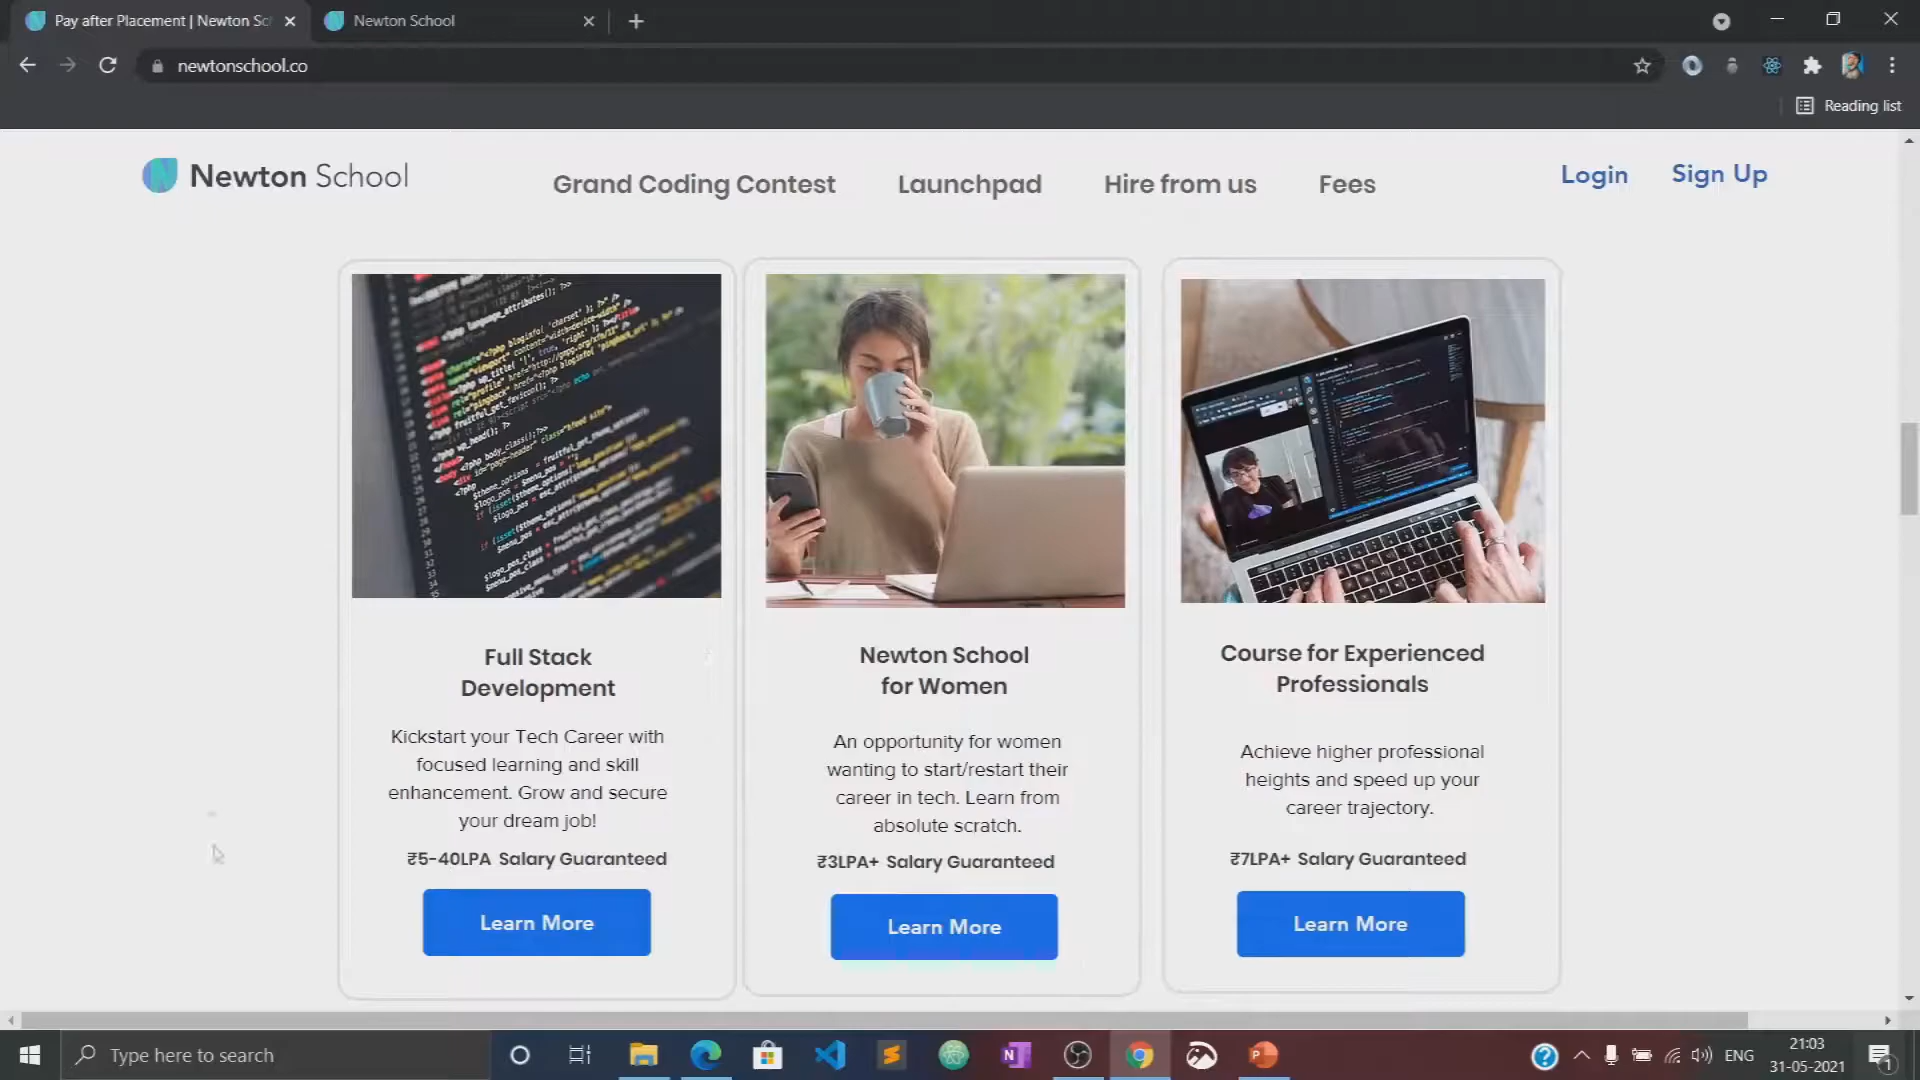 Pay after Placement | Newton Sc
Newton School
newtonschool.co
Reading list
Newton School
Grand Coding Contest
Launchpad
Hire from us
Fees
Login
Sign Up
Full Stack
Development
Kickstart your Tech Career with
focused learning and skill
enhancement. Grow and secure
your dream job!
₹5-40LPA Salary Guaranteed
Learn More
Newton School
for Women
An opportunity for women
wanting to start/restart their
career in tech. Learn from
absolute scratch.
₹3LPA+ Salary Guaranteed
Learn More
Course for Experienced
Professionals
Achieve higher professional
heights and speed up your
career trajectory.
₹7LPA+ Salary Guaranteed
Learn More
Type here to search
ENG
21:03
31-05-2021
1